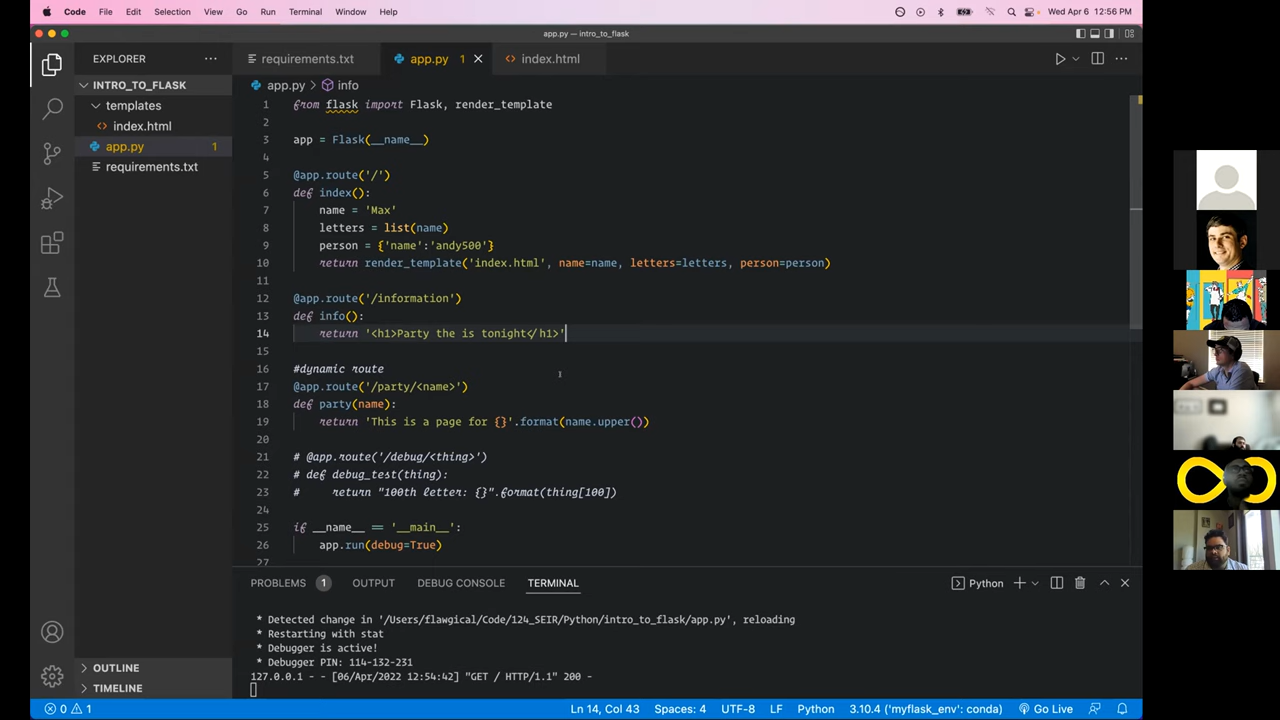 Code File Edit Selection View Go Run Terminal Window Help Wed Apr 6 12:56 PM
app.py — intro_to_flask
EXPLORER
requirements.txt app.py 1 index.html
INTRO_TO_FLASK
templates
index.html
app.py 1
requirements.txt
app.py > info
1 from flask import Flask, render_template
2
3 app = Flask(__name__)
4
5 @app.route('/')
6 def index():
7 name = 'Max'
8 letters = list(name)
9 person = {'name':'andy500'}
10 return render_template('index.html', name=name, letters=letters, person=person)
11
12 @app.route('/information')
13 def info():
14 return '<h1>Party the is tonight</h1>'
15
16 #dynamic route
17 @app.route('/party/<name>')
18 def party(name):
19 return 'This is a page for {}'.format(name.upper())
20
21 # @app.route('/debug/<thing>')
22 # def debug_test(thing):
23 # return "100th letter: {}".format(thing[100])
24
25 if __name__ == '__main__':
26 app.run(debug=True)
27
PROBLEMS 1 OUTPUT DEBUG CONSOLE TERMINAL Python
* Detected change in '/Users/flawgical/Code/124_SEIR/Python/intro_to_flask/app.py', reloading
* Restarting with stat
* Debugger is active!
* Debugger PIN: 114-132-231
127.0.0.1 - - [06/Apr/2022 12:54:42] "GET / HTTP/1.1" 200 -
OUTLINE
TIMELINE
0 1 Ln 14, Col 43 Spaces: 4 UTF-8 LF Python 3.10.4 ('myflask_env': conda) Go Live